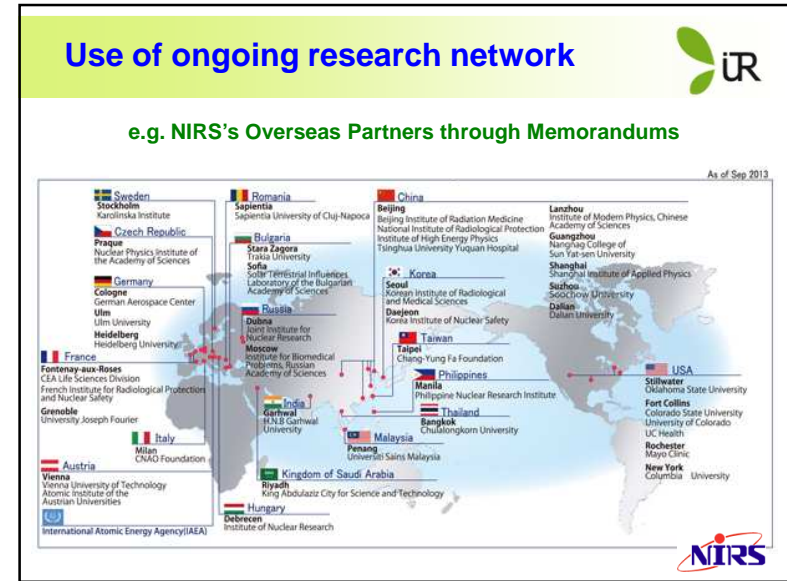 Use of ongoing research network
iUR
e.g. NIRS's Overseas Partners through Memorandums
As of Sep 2013
Sweden
Stockholm
Karolinska Institute
Czech Republic
Praque
Nuclear Physics Institute of
the Academy of Sciences
Germany
Cologne
German Aerospace Center
Ulm
Ulm University
Heidelberg
Heidelberg University
France
Fontenay-aux-Roses
CEA Life Sciences Division
French Institute for Radiological Protection
and Nuclear Safety
Grenoble
University Joseph Fourier
Italy
Milan
CNAO Foundation
Austria
Vienna
Vienna University of Technology
Atomic Institute of the
Austrian Universities
International Atomic Energy Agency(IAEA)
Romania
Sapientia
Sapientia University of Cluj-Napoca
Bulgaria
Stara Zagora
Trakia University
Sofia
Solar Terrestrial Influences
Laboratory of the Bulgarian
Academy of Sciences
Russia
Dubna
Joint Institute for
Nuclear Research
Moscow
Institute for Biomedical
Problems, Russian
Academy of Sciences
India
Garhwal
H.N.B Garhwal
University
Kingdom of Saudi Arabia
Riyadh
King Abdulaziz City for Science and Technology
Hungary
Debrecen
Institute of Nuclear Research
China
Beijing
Beijing Institute of Radiation Medicine
National Institute of Radiological Protection
Institute of High Energy Physics
Tsinghua University Yuquan Hospital
Lanzhou
Institute of Modern Physics, Chinese
Academy of Sciences
Guangzhou
Nanghag College of
Sun Yat-sen University
Shanghai
Shanghai Institute of Applied Physics
Suzhou
Soochow University
Dalian
Dalian University
Korea
Seoul
Korean Institute of Radiological
and Medical Sciences
Daejeon
Korea Institute of Nuclear Safety
Taiwan
Taipei
Chang-Yung Fa Foundation
Philippines
Manila
Philippine Nuclear Research Institute
Thailand
Bangkok
Chulalongkorn University
Malaysia
Penang
Universiti Sains Malaysia
USA
Stillwater
Oklahoma State University
Fort Collins
Colorado State University
University of Colorado
UC Health
Rochester
Mayo Clinic
New York
Columbia University
NIRS